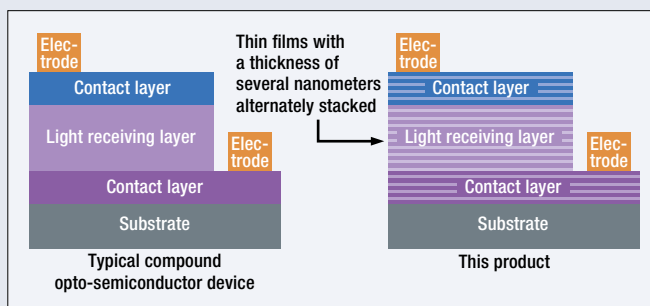 Elec-
trode
Contact layer
Light receiving layer
Elec-
trode
Contact layer
Substrate
Typical compound
opto-semiconductor device
Thin films with
a thickness of
several nanometers
alternately stacked
Elec-
trode
Contact layer
Light receiving layer
Elec-
trode
Contact layer
Substrate
This product